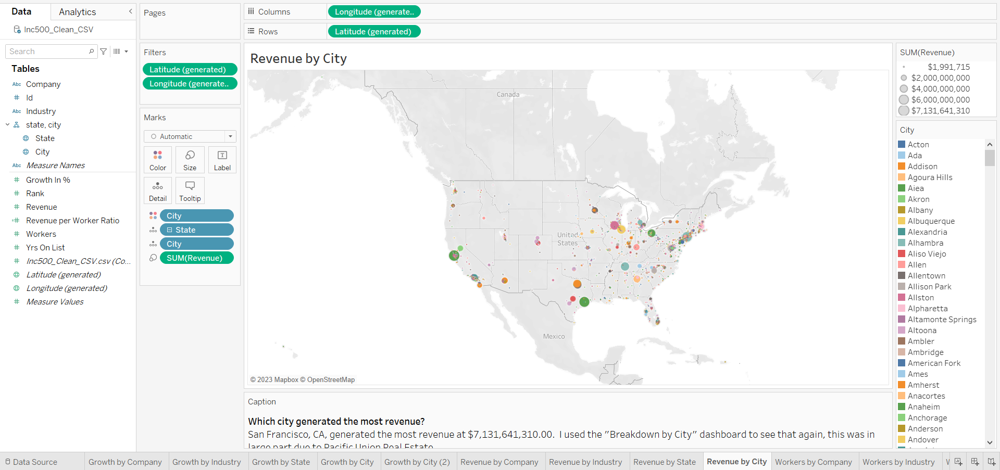 Data
Analytics
Inc500_Clean_CSV
Search
Tables
Abc Company
# Id
Abc Industry
state, city
State
City
Abc Measure Names
# Growth In %
# Rank
# Revenue
=# Revenue per Worker Ratio
# Workers
# Yrs On List
# Inc500_Clean_CSV.csv (Co...
Latitude (generated)
Longitude (generated)
# Measure Values
Pages
Filters
Latitude (generated)
Longitude (generate..
Marks
Automatic
Color
Size
T
Label
Detail
Tooltip
City
State
City
SUM(Revenue)
Columns
Longitude (generate..
Rows
Latitude (generated)
Revenue by City
Canada
United
States
Mexico
© 2023 Mapbox © OpenStreetMap
Caption
Which city generated the most revenue?
San Francisco, CA, generated the most revenue at $7,131,641,310.00. I used the "Breakdown by City" dashboard to see that again, this was in
large part due to Pacific Union Real Estate
SUM(Revenue)
$1,991,715
$2,000,000,000
$4,000,000,000
$6,000,000,000
$7,131,641,310
City
Acton
Ada
Addison
Agoura Hills
Aiea
Akron
Albany
Albuquerque
Alexandria
Alhambra
Aliso Viejo
Allen
Allentown
Allison Park
Allston
Alpharetta
Altamonte Springs
Altoona
Ambler
Ambridge
American Fork
Ames
Amherst
Anacortes
Anaheim
Anchorage
Anderson
Andover
Data Source
Growth by Company
Growth by Industry
Growth by State
Growth by City
Growth by City (2)
Revenue by Company
Revenue by Industry
Revenue by State
Revenue by City
Workers by Company
Workers by Industry